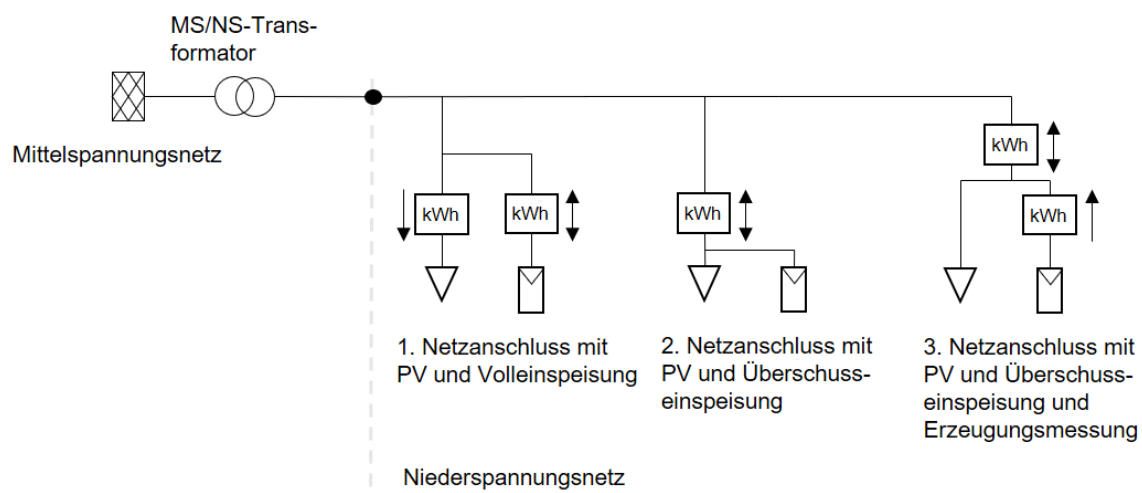 MS/NS-Trans-
formator
Mittelspannungsnetz
kWh
kWh
kWh
kWh
kWh
1. Netzanschluss mit
PV und Volleinspeisung
2. Netzanschluss mit
PV und Überschuss-
einspeisung
3. Netzanschluss mit
PV und Überschuss-
einspeisung und
Erzeugungsmessung
Niederspannungsnetz